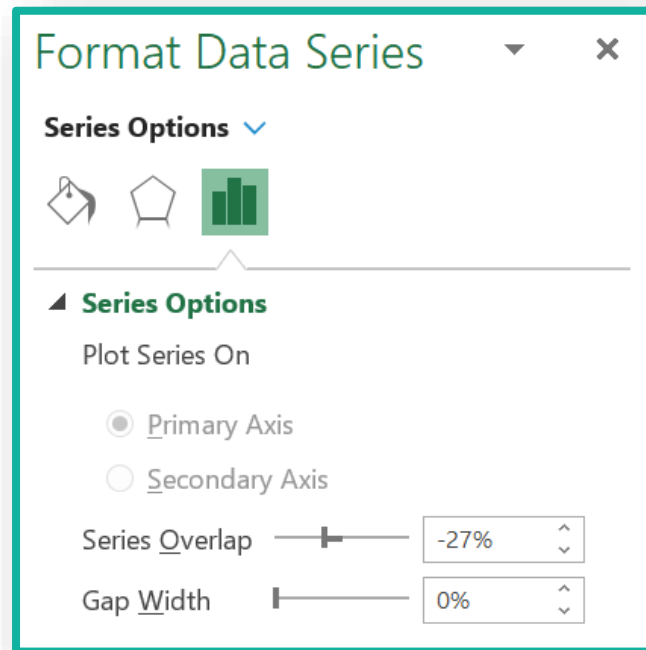 Format Data Series
Series Options
Series Options
Plot Series On
Primary Axis
Secondary Axis
Series Overlap -27%
Gap Width 0%